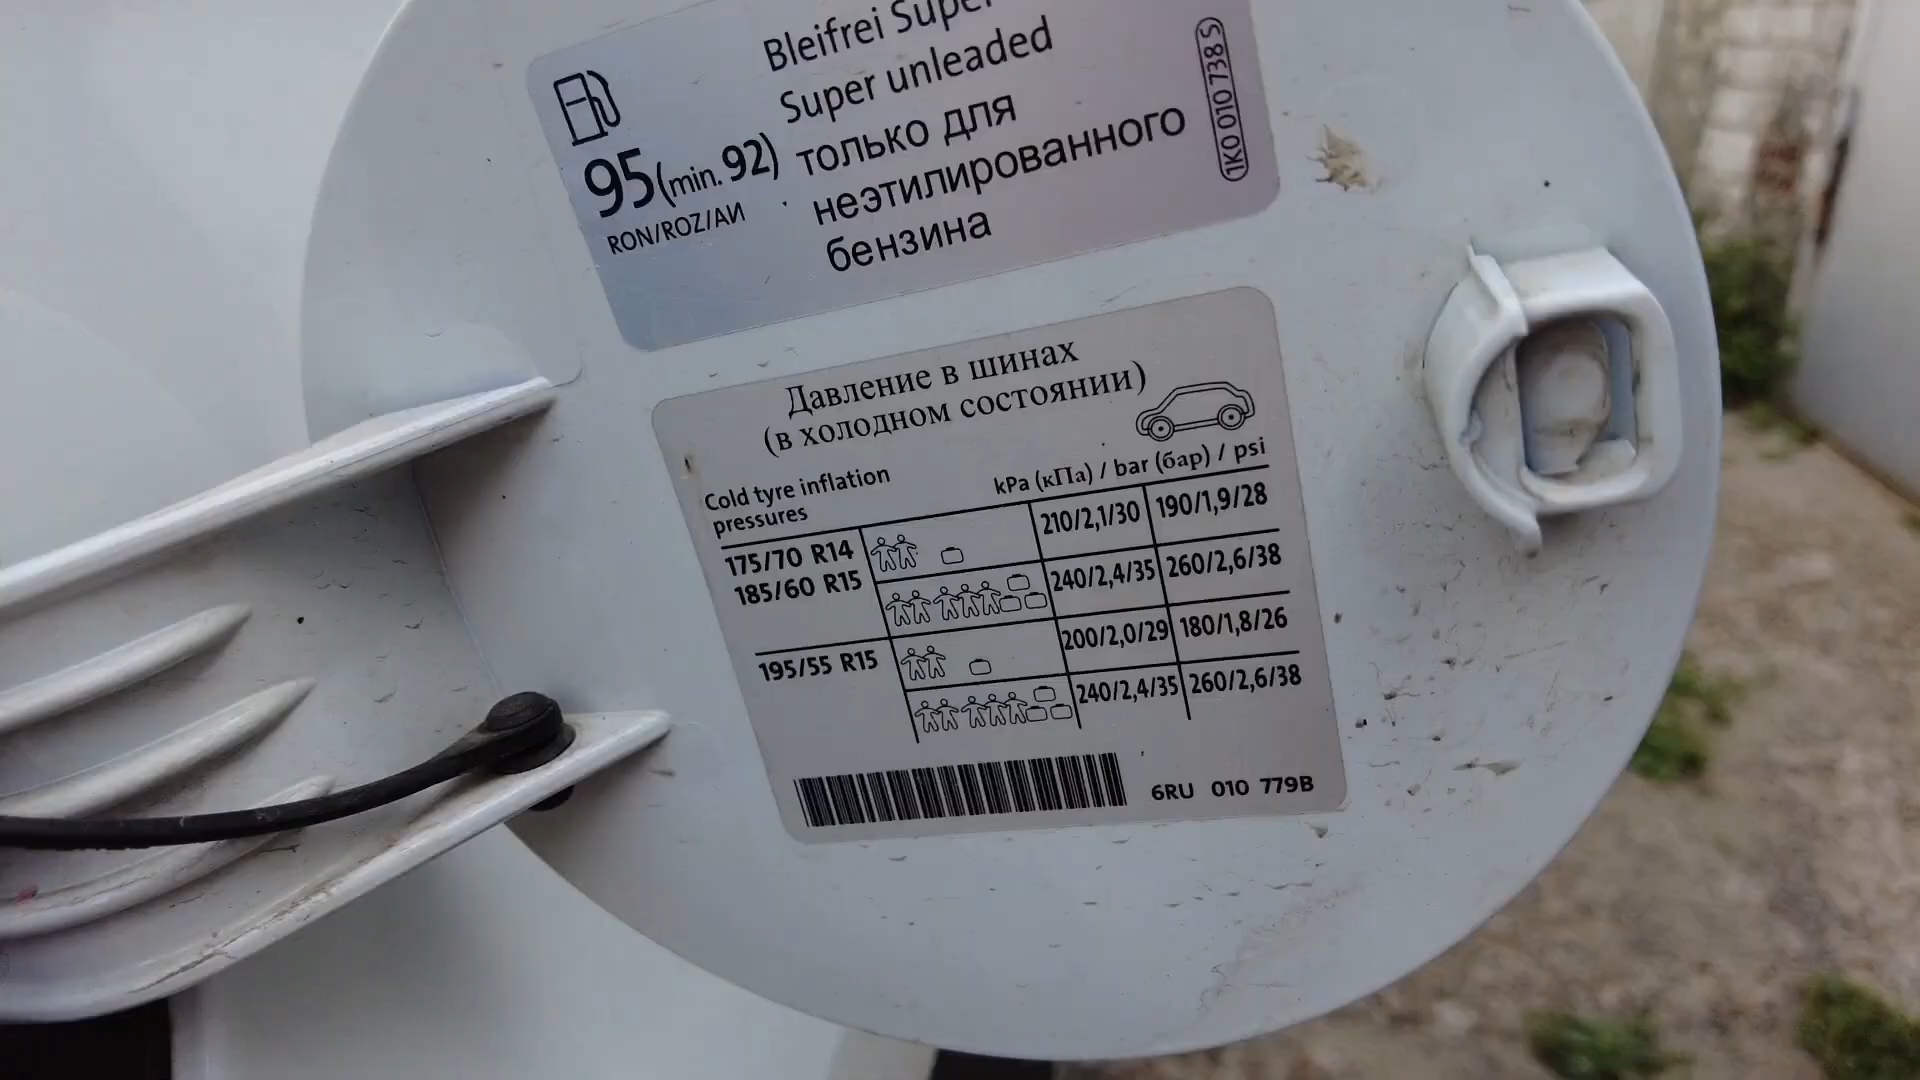 Bleifrei Super
Super unleaded
95(min. 92) только для
RON/ROZ/АИ неэтилированного
бензина
1K0 010 738 S
Давление в шинах
(в холодном состоянии)
Cold tyre inflation
pressures
kPa (кПа) / bar (бар) / psi
175/70 R14 210/2,1/30 190/1,9/28
185/60 R15 240/2,4/35 260/2,6/38
195/55 R15 200/2,0/29 180/1,8/26
240/2,4/35 260/2,6/38
6RU 010 779B